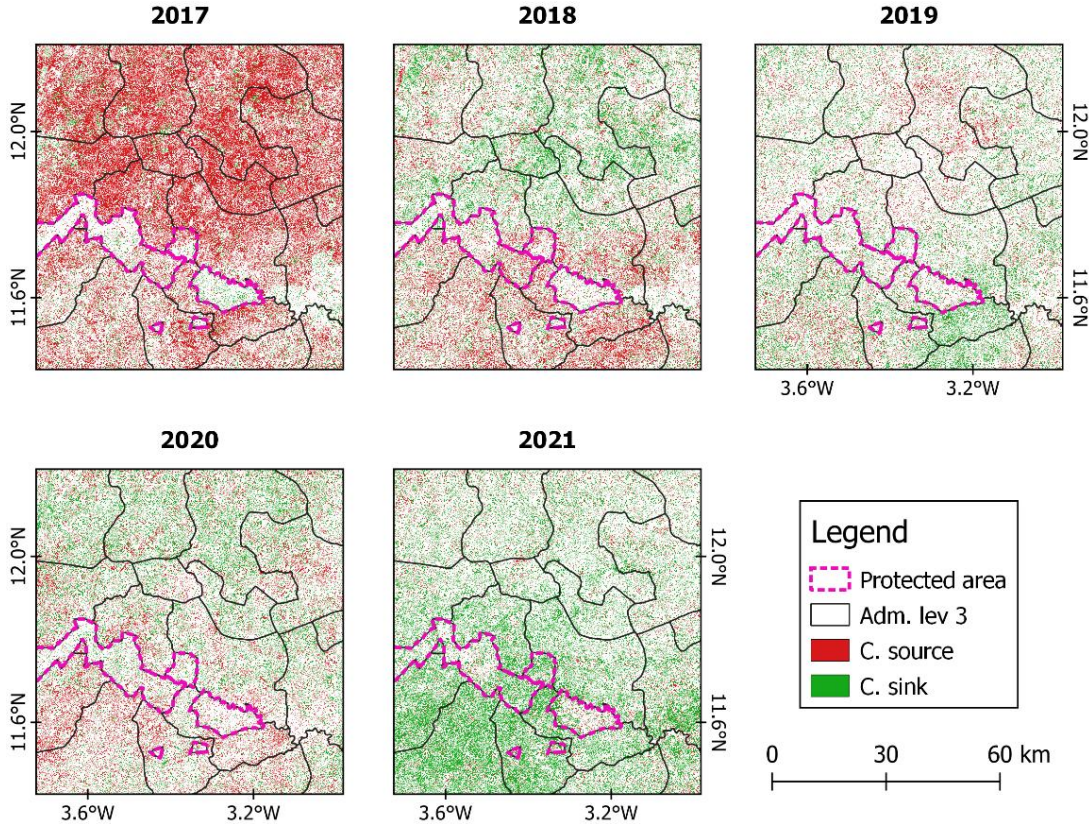 2017
2018
2019
12.0°N
11.6°N
12.0°N
11.6°N
3.6°W
3.2°W
2020
2021
12.0°N
11.6°N
12.0°N
11.6°N
3.6°W
3.2°W
3.6°W
3.2°W
Legend
Protected area
Adm. lev 3
C. source
C. sink
0
30
60 km